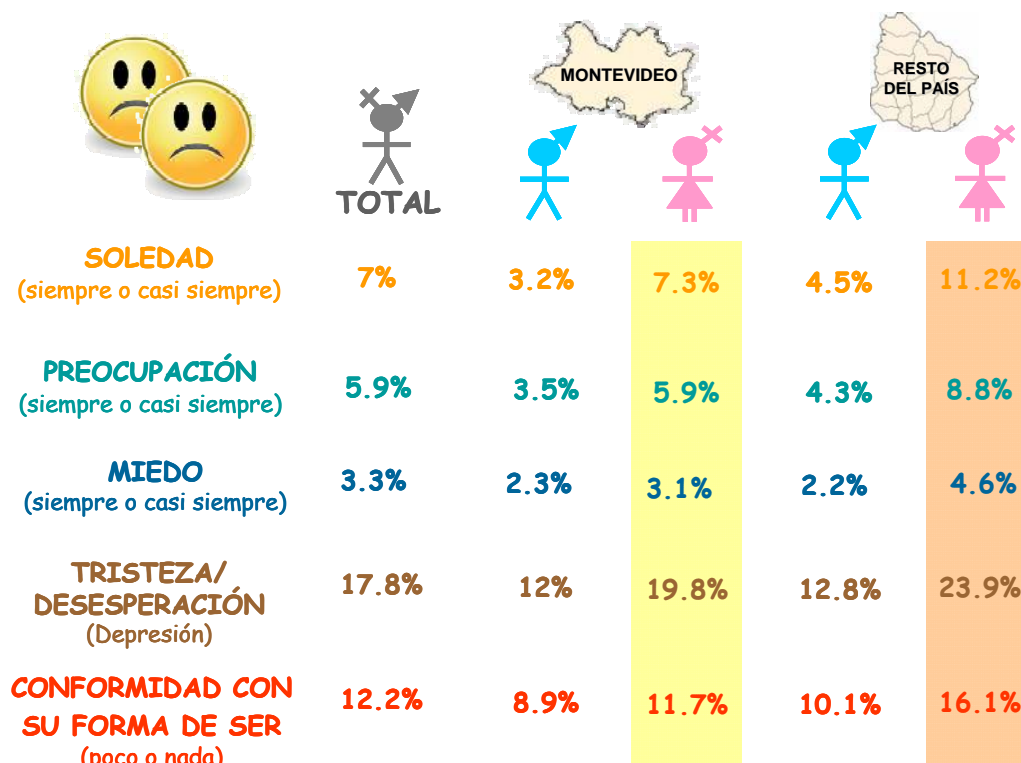 MONTEVIDEO
RESTO
DEL PAÍS
TOTAL
SOLEDAD
(siempre o casi siempre)
7%
3.2%
7.3%
4.5%
11.2%
PREOCUPACIÓN
(siempre o casi siempre)
5.9%
3.5%
5.9%
4.3%
8.8%
MIEDO
(siempre o casi siempre)
3.3%
2.3%
3.1%
2.2%
4.6%
TRISTEZA/
DESESPERACIÓN
(Depresión)
17.8%
12%
19.8%
12.8%
23.9%
CONFORMIDAD CON
SU FORMA DE SER
(poco o nada)
12.2%
8.9%
11.7%
10.1%
16.1%